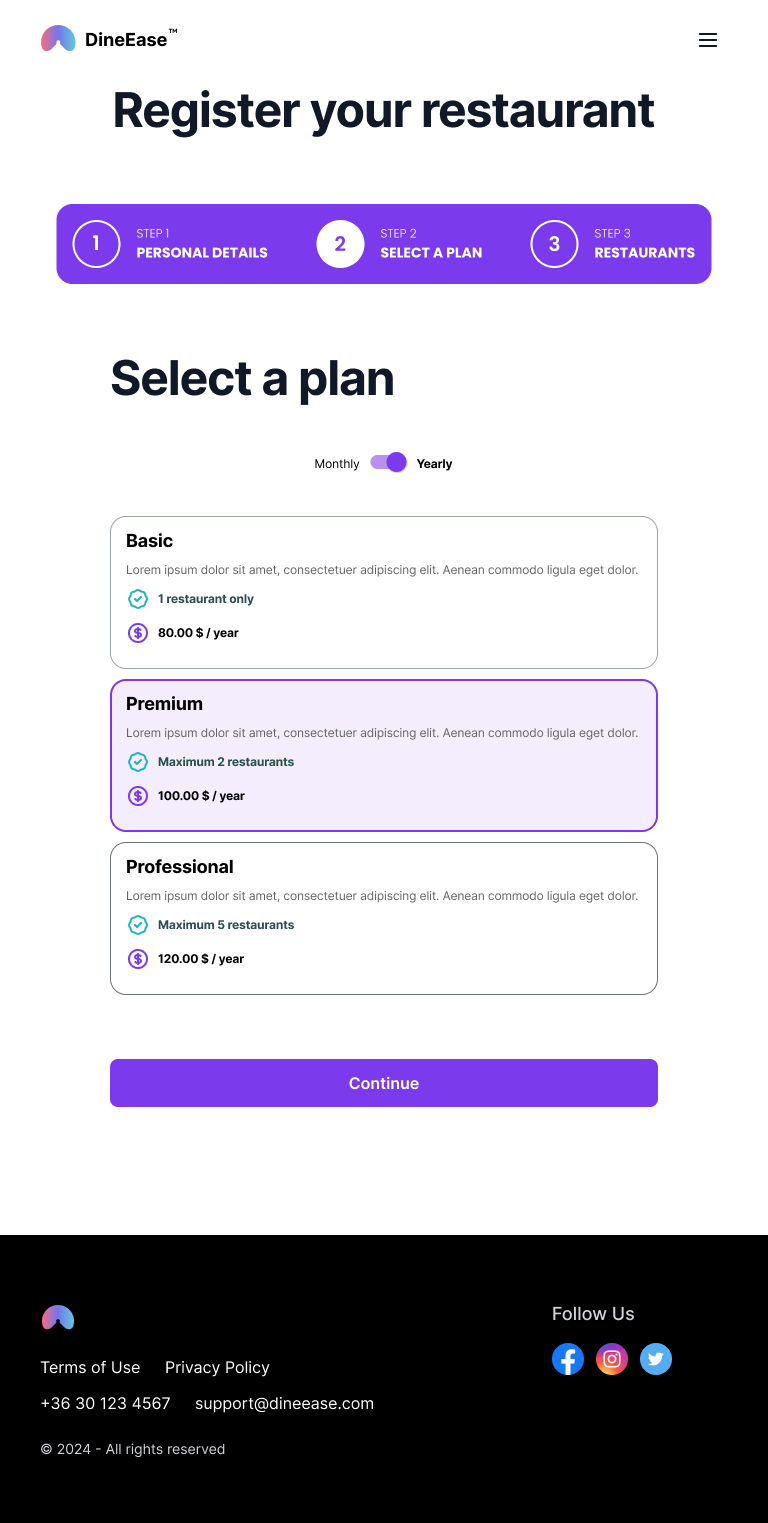 DineEase™
Register your restaurant
1
STEP 1
PERSONAL DETAILS
2
STEP 2
SELECT A PLAN
3
STEP 3
RESTAURANTS
Select a plan
Monthly Yearly
Basic
Lorem ipsum dolor sit amet, consectetuer adipiscing elit. Aenean commodo ligula eget dolor.
1 restaurant only
80.00 $ / year
Premium
Lorem ipsum dolor sit amet, consectetuer adipiscing elit. Aenean commodo ligula eget dolor.
Maximum 2 restaurants
100.00 $ / year
Professional
Lorem ipsum dolor sit amet, consectetuer adipiscing elit. Aenean commodo ligula eget dolor.
Maximum 5 restaurants
120.00 $ / year
Continue
Terms of Use Privacy Policy
+36 30 123 4567 support@dineease.com
© 2024 - All rights reserved
Follow Us